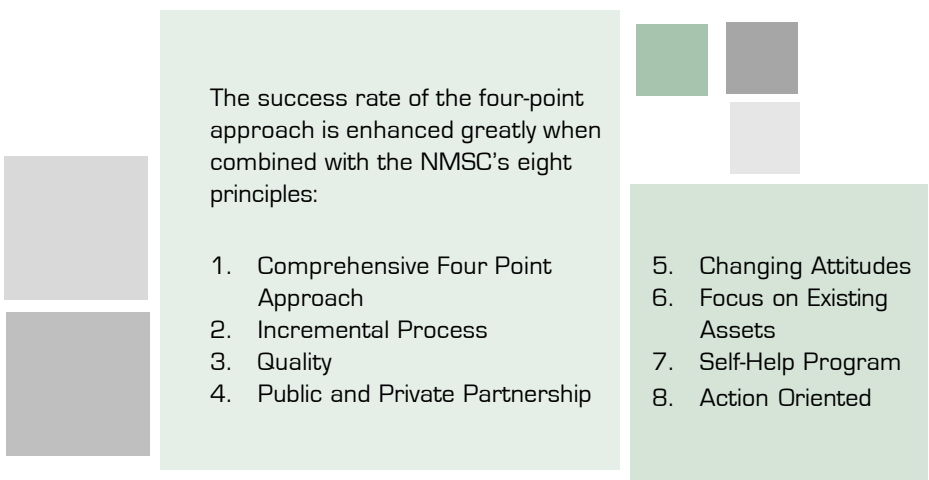 The success rate of the four-point
approach is enhanced greatly when
combined with the NMSC's eight
principles:
1. Comprehensive Four Point
Approach
2. Incremental Process
3. Quality
4. Public and Private Partnership
5. Changing Attitudes
6. Focus on Existing
Assets
7. Self-Help Program
8. Action Oriented